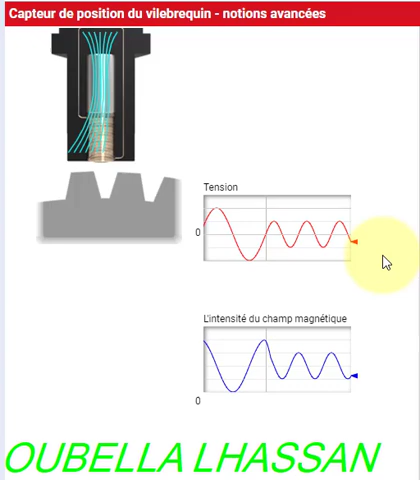 Capteur de position du vilebrequin - notions avancées
Tension
0
L'intensité du champ magnétique
0
OUBELLA LHASSAN